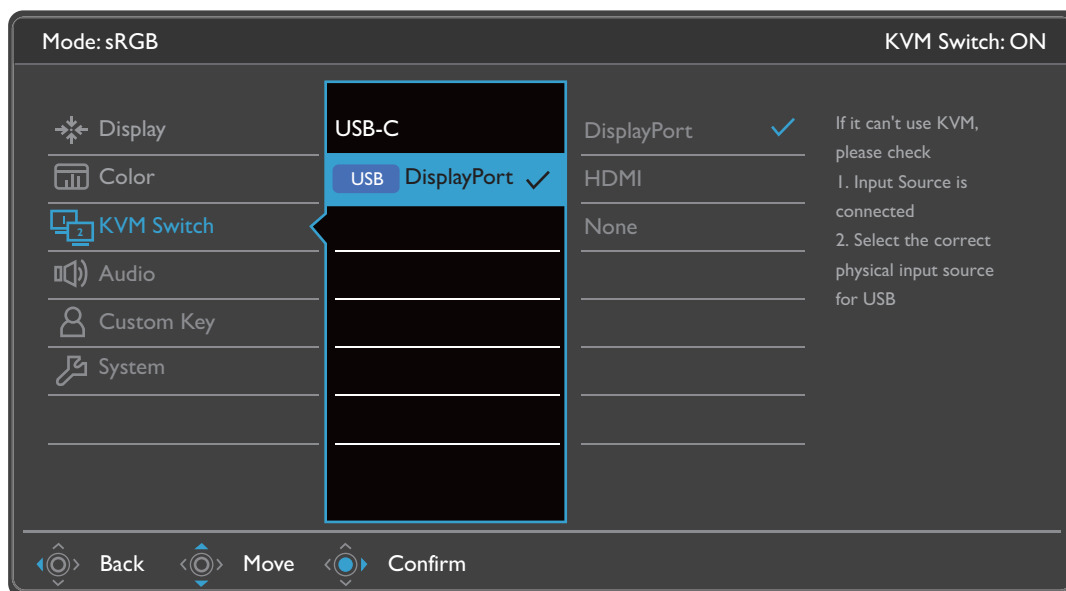 Mode: sRGB
KVM Switch: ON
Display
Color
1
2
KVM Switch
Audio
Custom Key
System
USB-C
USB DisplayPort
DisplayPort
HDMI
None
If it can't use KVM,
please check
1. Input Source is
connected
2. Select the correct
physical input source
for USB
Back
Move
Confirm